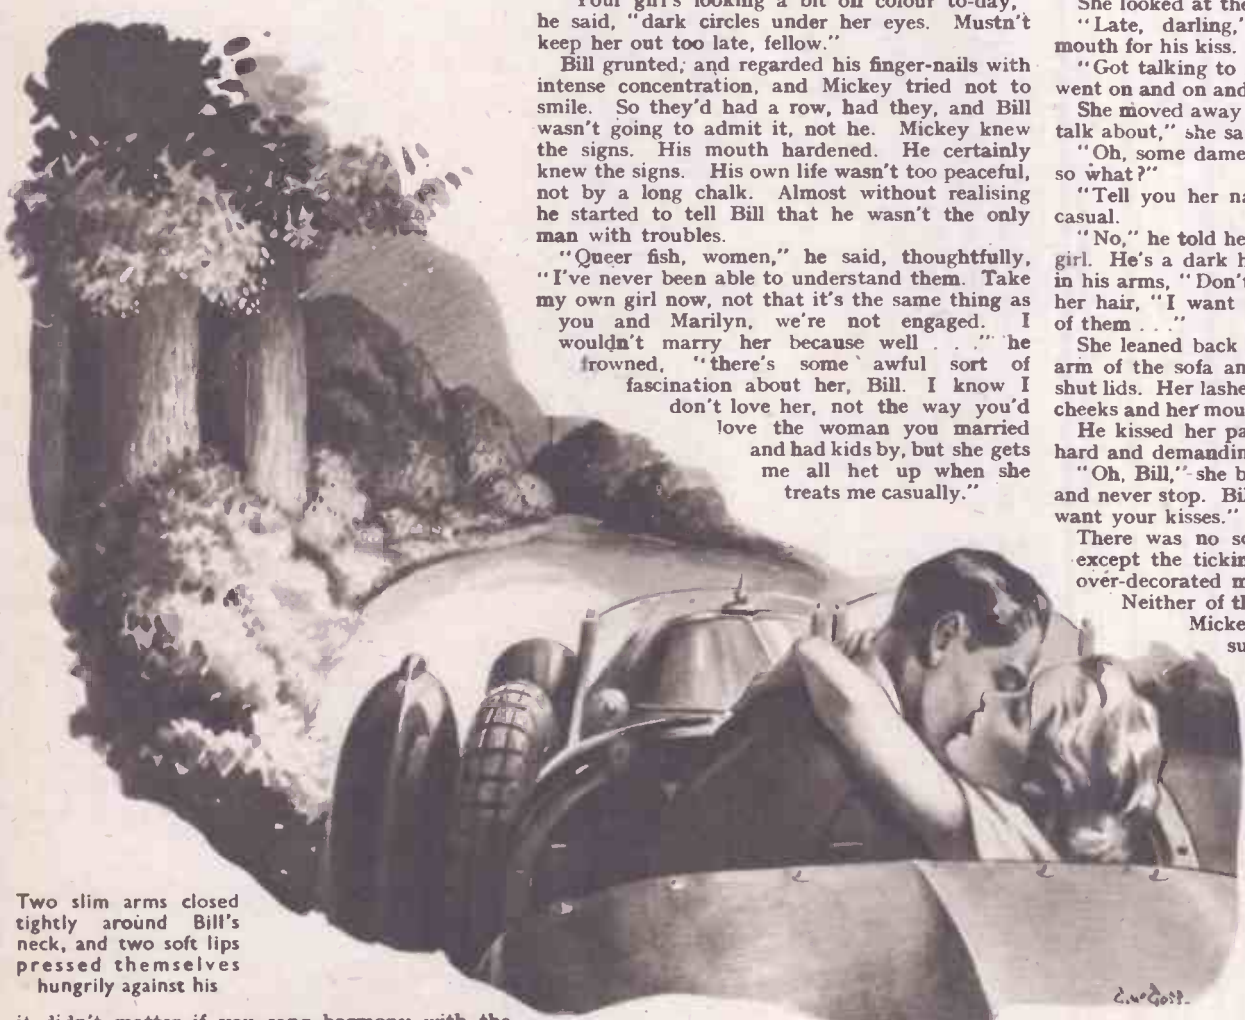 he said, "dark circles under her eyes. Mustn't
keep her out too late, fellow."
Bill grunted, and regarded his finger-nails with
intense concentration, and Mickey tried not to
smile. So they'd had a row, had they, and Bill
wasn't going to admit it, not he. Mickey knew
the signs. His mouth hardened. He certainly
knew the signs. His own life wasn't too peaceful,
not by a long chalk. Almost without realising
he started to tell Bill that he wasn't the only
man with troubles.
"Queer fish, women," he said, thoughtfully,
"I've never been able to understand them. Take
my own girl now, not that it's the same thing as
you and Marilyn, we're not engaged. I
wouldn't marry her because well . . ." he
frowned, "there's some awful sort of
fascination about her, Bill. I know I
don't love her, not the way you'd
love the woman you married
and had kids by, but she gets
me all het up when she
treats me casually."
She looked at the
"Late, darling,"
mouth for his kiss.
"Got talking to
went on and on and
She moved away
talk about," she sa
"Oh, some dame
so what?"
"Tell you her na
casual.
"No," he told he
girl. He's a dark h
in his arms, "Don't
her hair, "I want
of them . . ."
She leaned back
arm of the sofa an
shut lids. Her lashe
cheeks and her mou
He kissed her pa
hard and demandin
"Oh, Bill," she b
and never stop. Bi
want your kisses."
There was no so
except the tickin
over-decorated m
Neither of th
Micke
su
Two slim arms closed
tightly around Bill's
neck, and two soft lips
pressed themselves
hungrily against his